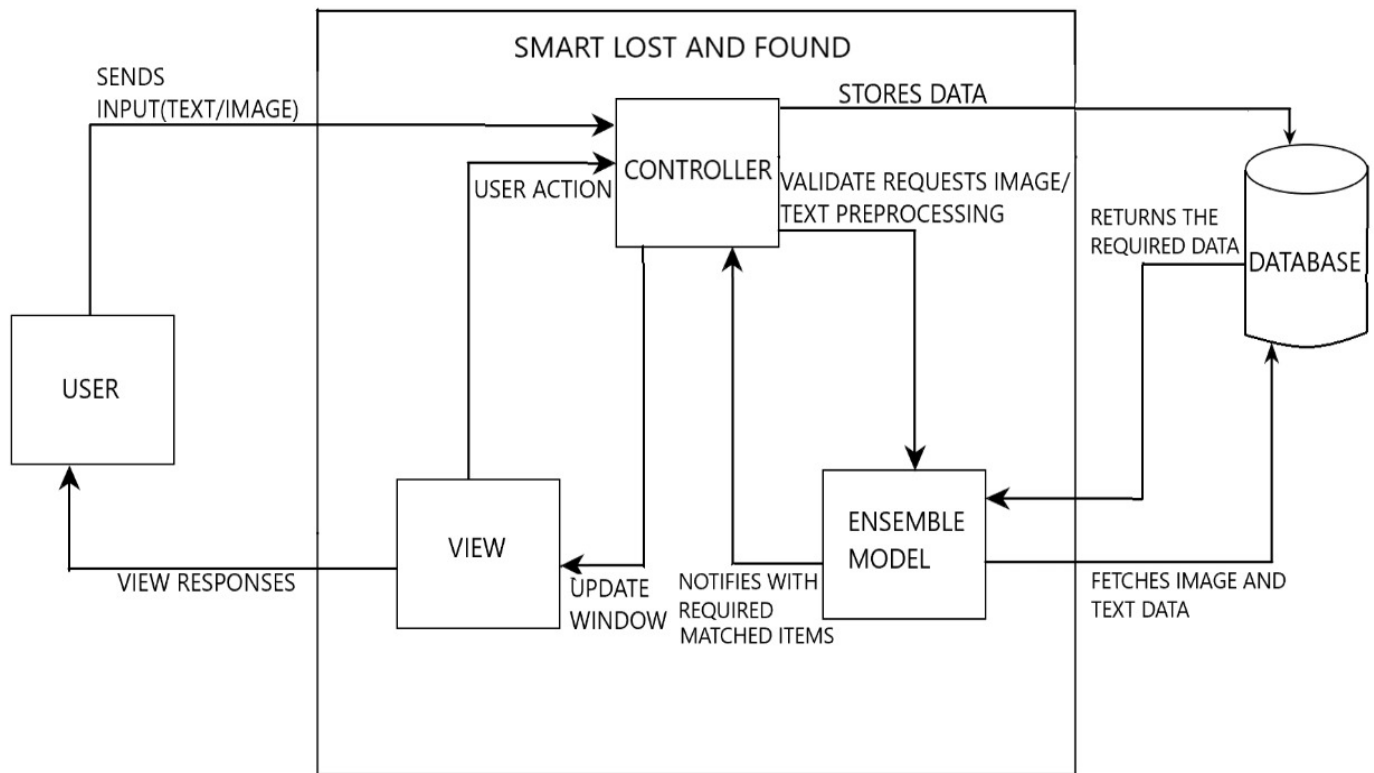 SMART LOST AND FOUND
SENDS
INPUT(TEXT/IMAGE)
STORES DATA
CONTROLLER
USER ACTION
VALIDATE REQUESTS IMAGE/
TEXT PREPROCESSING
RETURNS THE
REQUIRED DATA
DATABASE
USER
VIEW
ENSEMBLE
MODEL
VIEW RESPONSES
UPDATE
WINDOW
NOTIFIES WITH
REQUIRED
MATCHED ITEMS
FETCHES IMAGE AND
TEXT DATA